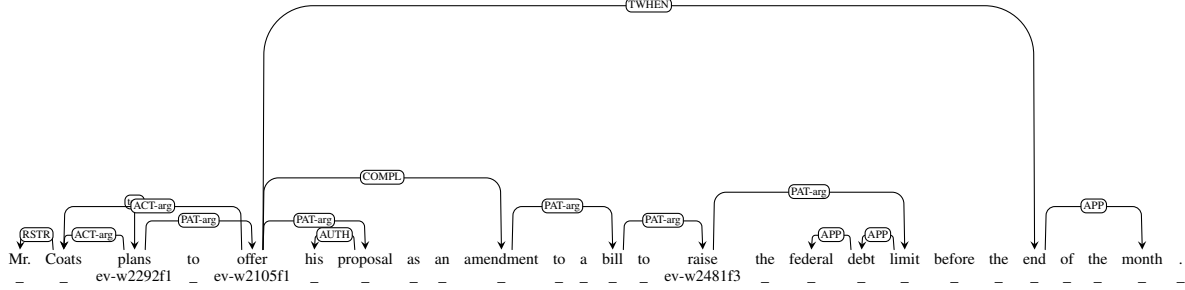 TWHEN
COMPL
ACT-arg PAT-arg
PAT-arg PAT-arg PAT-arg PAT-arg APP
RSTR ACT-arg AUTH APP APP
Mr. Coats plans to offer his proposal as an amendment to a bill to raise the federal debt limit before the end of the month .
_ _ ev-w2292f1 _ ev-w2105f1 _ _ _ _ _ _ _ _ _ ev-w2481f3 _ _ _ _ _ _ _ _ _ _ _